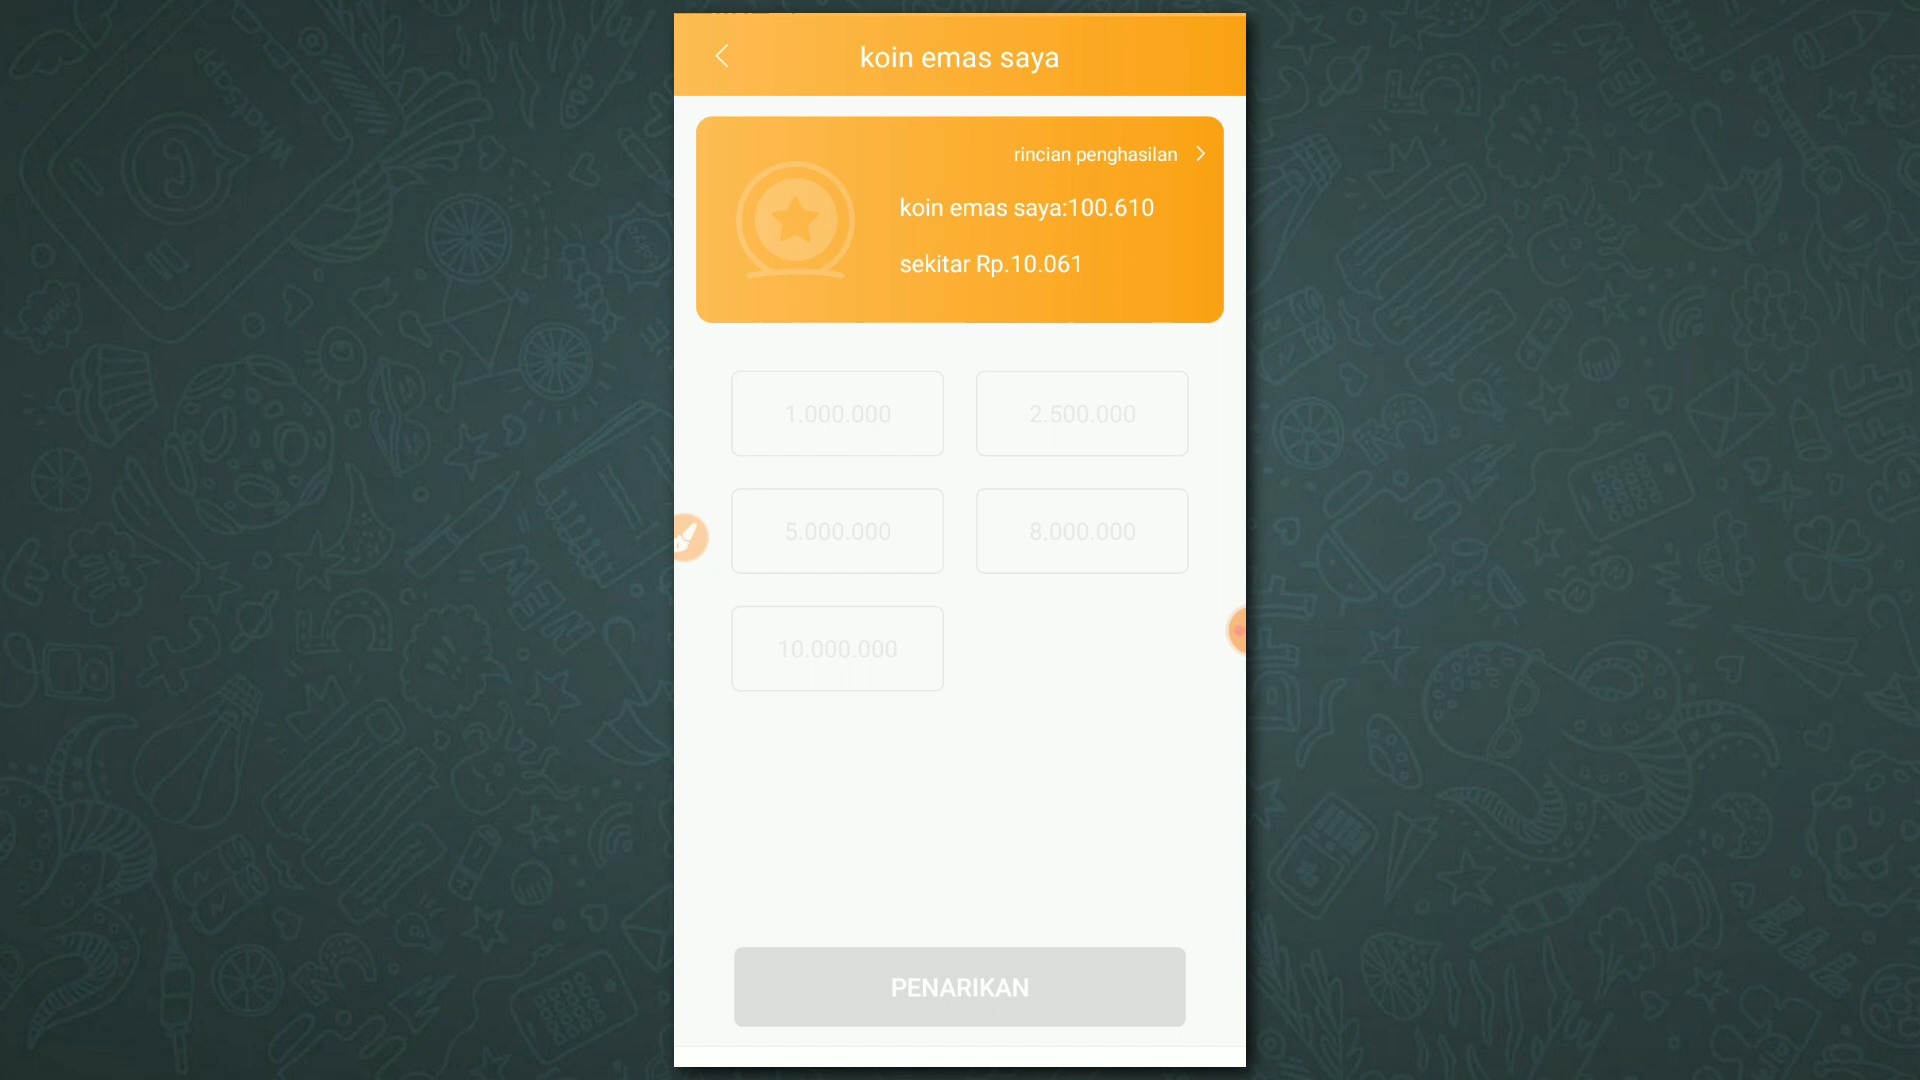 koin emas saya
rincian penghasilan
koin emas saya:100.610
sekitar Rp.10.061
1.000.000
2.500.000
5.000.000
8.000.000
10.000.000
PENARIKAN